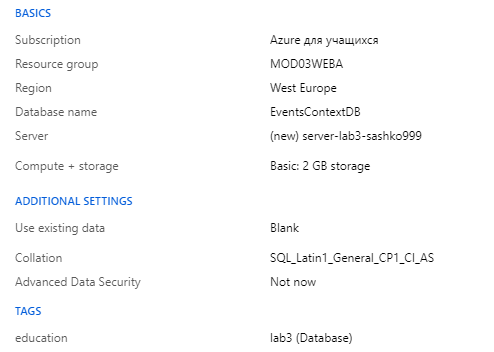 BASICS
Subscription Azure для учащихся
Resource group MOD03WEBA
Region West Europe
Database name EventsContextDB
Server (new) server-lab3-sashko999
Compute + storage Basic: 2 GB storage
ADDITIONAL SETTINGS
Use existing data Blank
Collation SQL_Latin1_General_CP1_CI_AS
Advanced Data Security Not now
TAGS
education lab3 (Database)